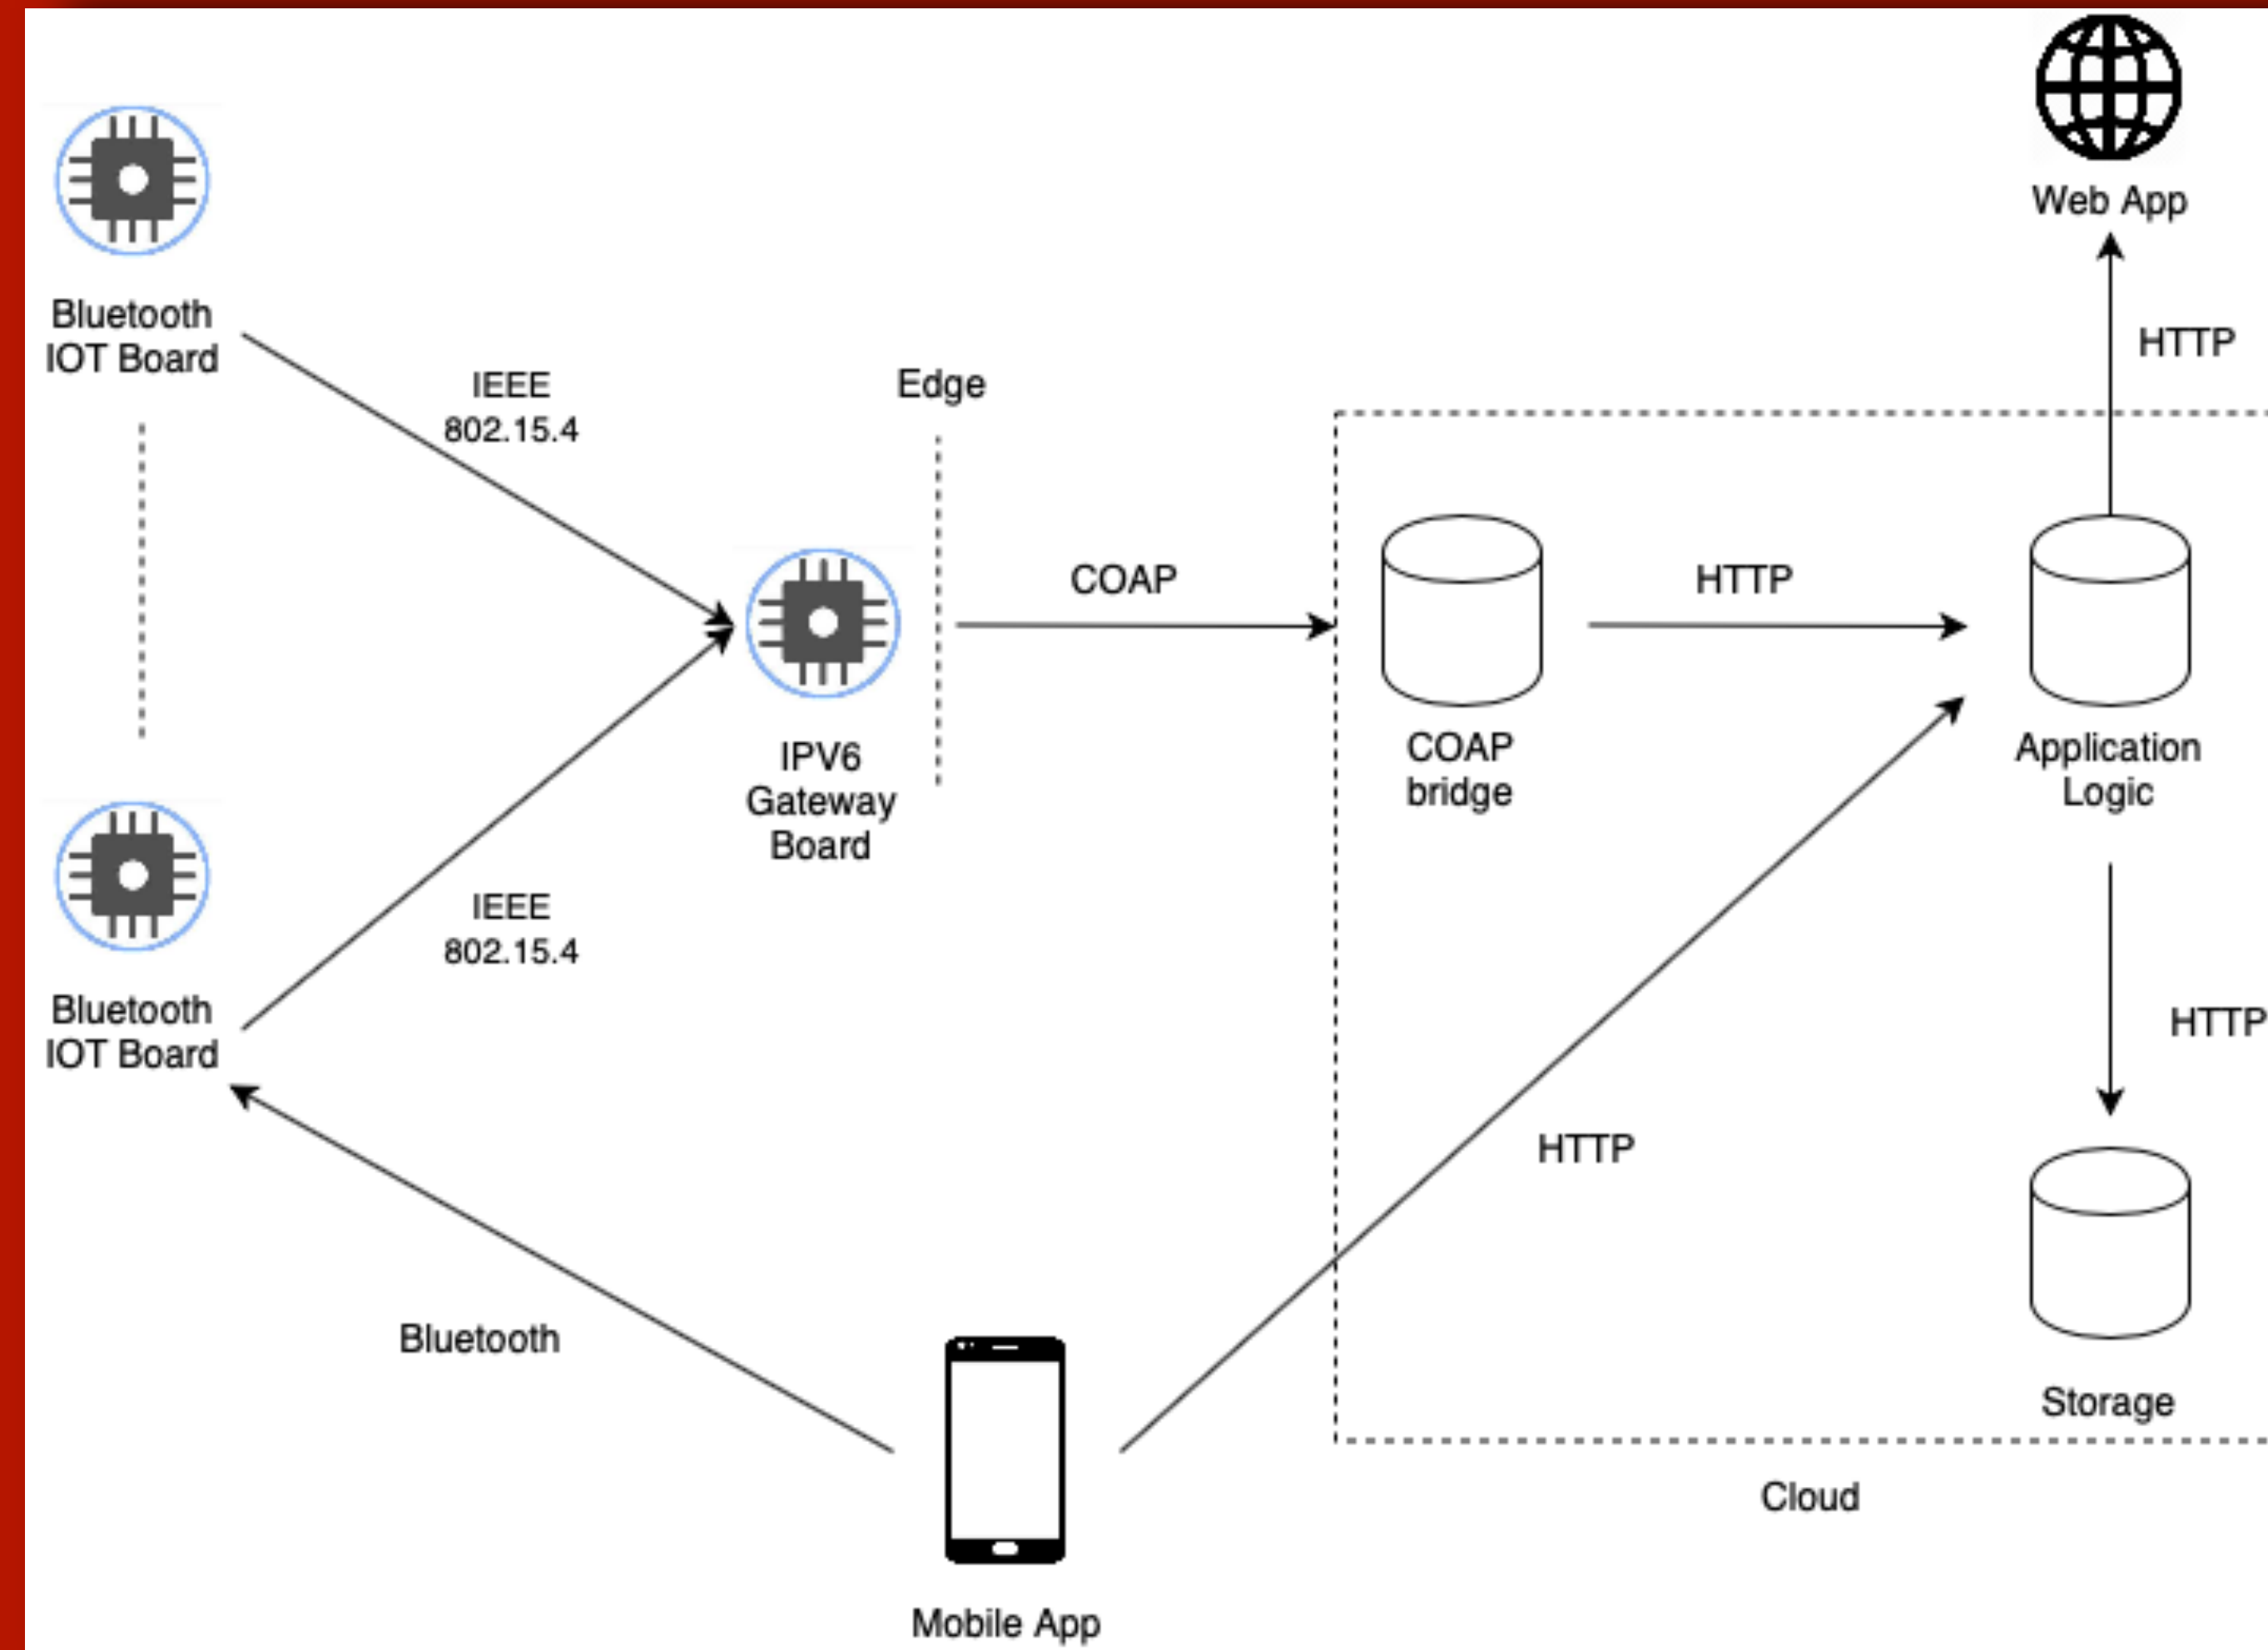 Web App
HTTP
Bluetooth
IOT Board
IEEE
802.15.4
Edge
COAP
HTTP
IPV6
Gateway
Board
COAP
bridge
Application
Logic
IEEE
802.15.4
Bluetooth
IOT Board
HTTP
HTTP
Bluetooth
Storage
Cloud
Mobile App